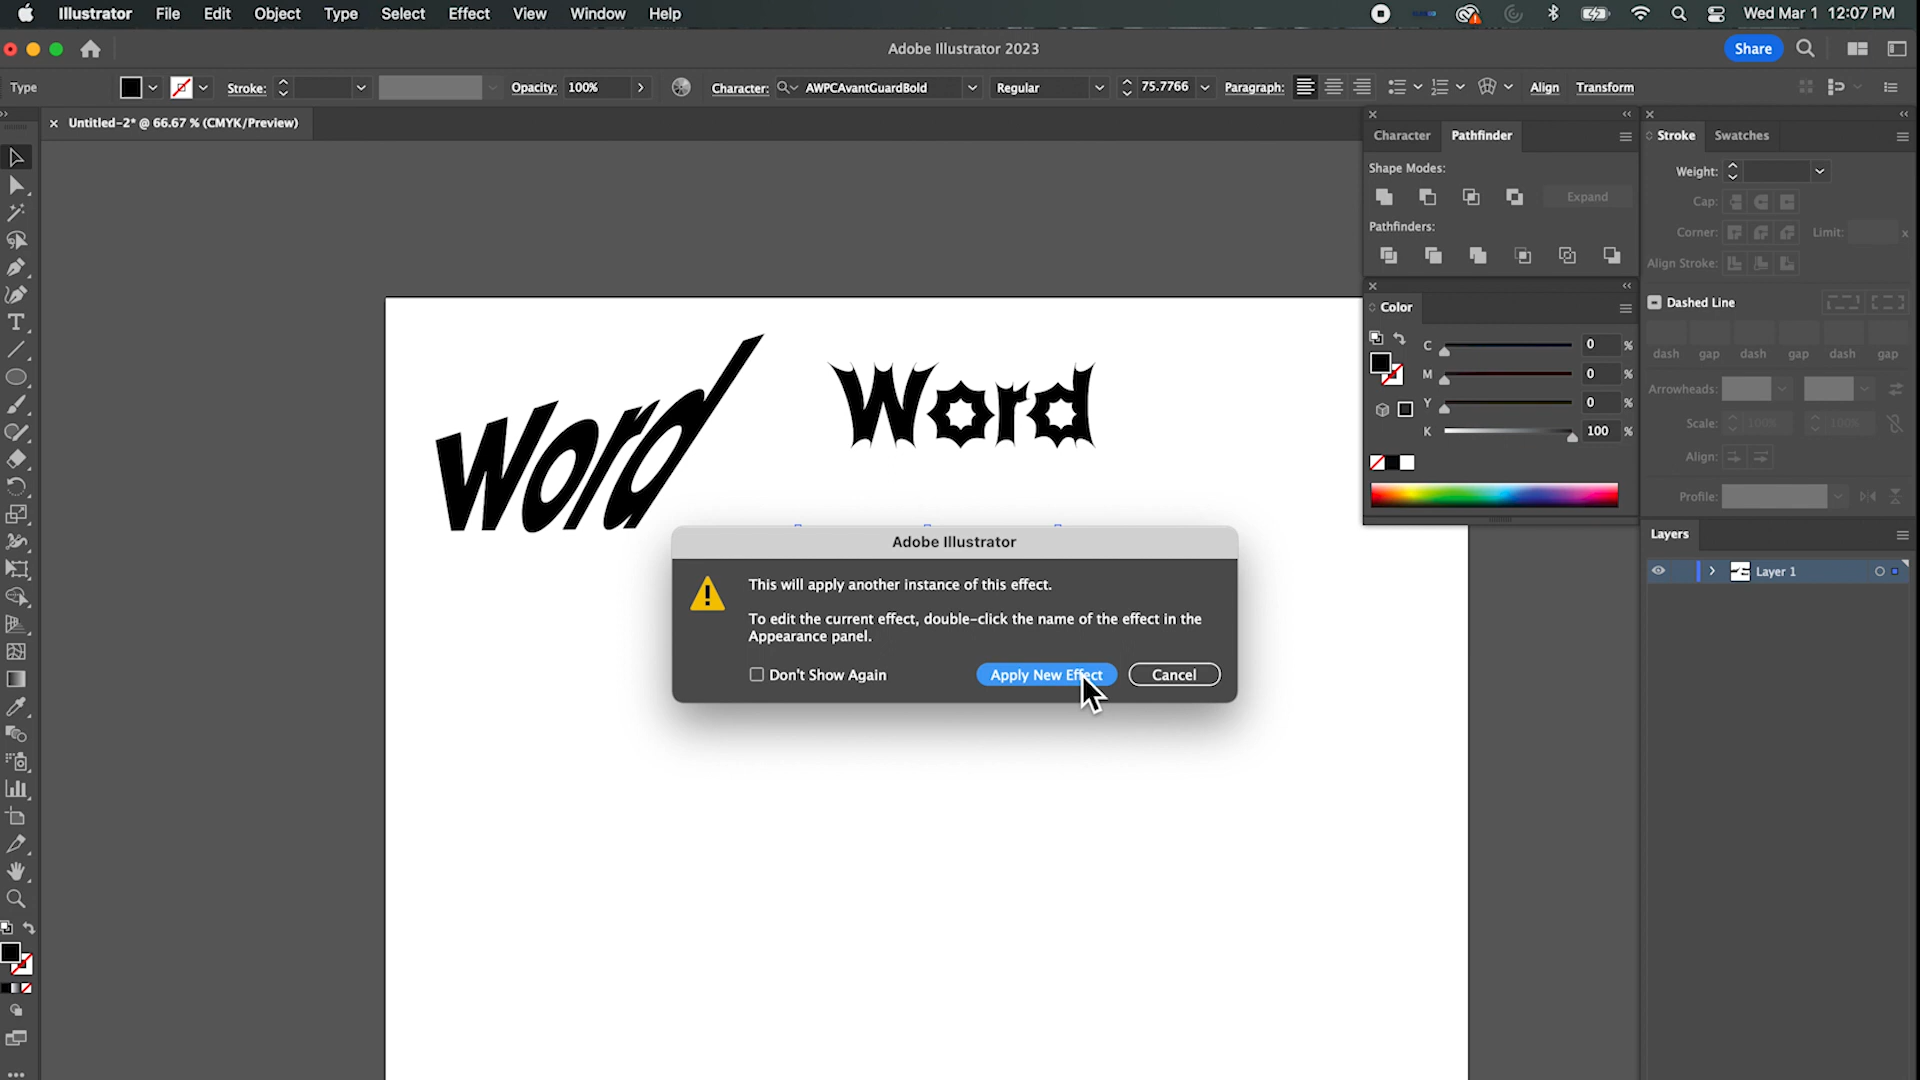 Illustrator File Edit Object Type Select Effect View Window Help Wed Mar 1 12:07 PM
Adobe Illustrator 2023 Share
Type Stroke: Opacity: 100% Character: AWPCAvantGuardBold Regular 75.7766 Paragraph: Align Transform
Untitled-2* @ 66.67 % (CMYK/Preview)
Character Pathfinder
Shape Modes:
Expand
Pathfinders:
Color
C 0 %
M 0 %
Y 0 %
K 100 %
Stroke Swatches
Weight:
Cap:
Corner: Limit: x
Align Stroke:
Dashed Line
dash gap dash gap dash gap
Arrowheads:
Scale: 100% 100%
Align:
Profile:
Layers
Layer 1
Word Word
Adobe Illustrator
This will apply another instance of this effect.
To edit the current effect, double-click the name of the effect in the
Appearance panel.
Don't Show Again Apply New Effect Cancel